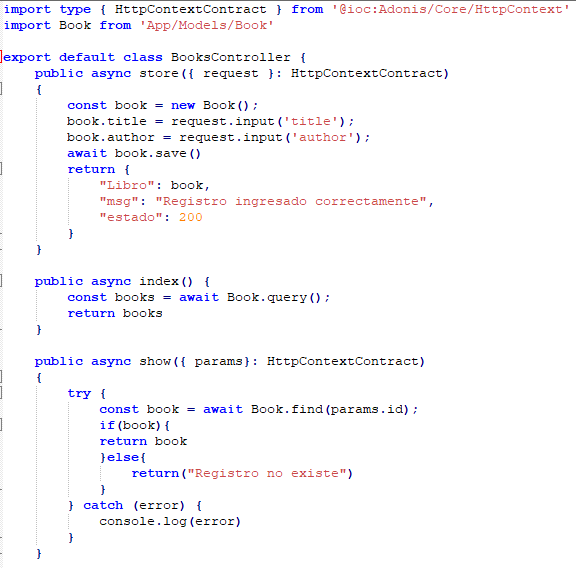 import type { HttpContextContract } from '@ioc:Adonis/Core/HttpContext'
import Book from 'App/Models/Book'
export default class BooksController {
public async store({ request }: HttpContextContract)
{
const book = new Book();
book.title = request.input('title');
book.author = request.input('author');
await book.save()
return {
"Libro": book,
"msg": "Registro ingresado correctamente",
"estado": 200
}
}
public async index() {
const books = await Book.query();
return books
}
public async show({ params}: HttpContextContract)
{
try {
const book = await Book.find(params.id);
if(book){
return book
}else{
return("Registro no existe")
}
} catch (error) {
console.log(error)
}
}